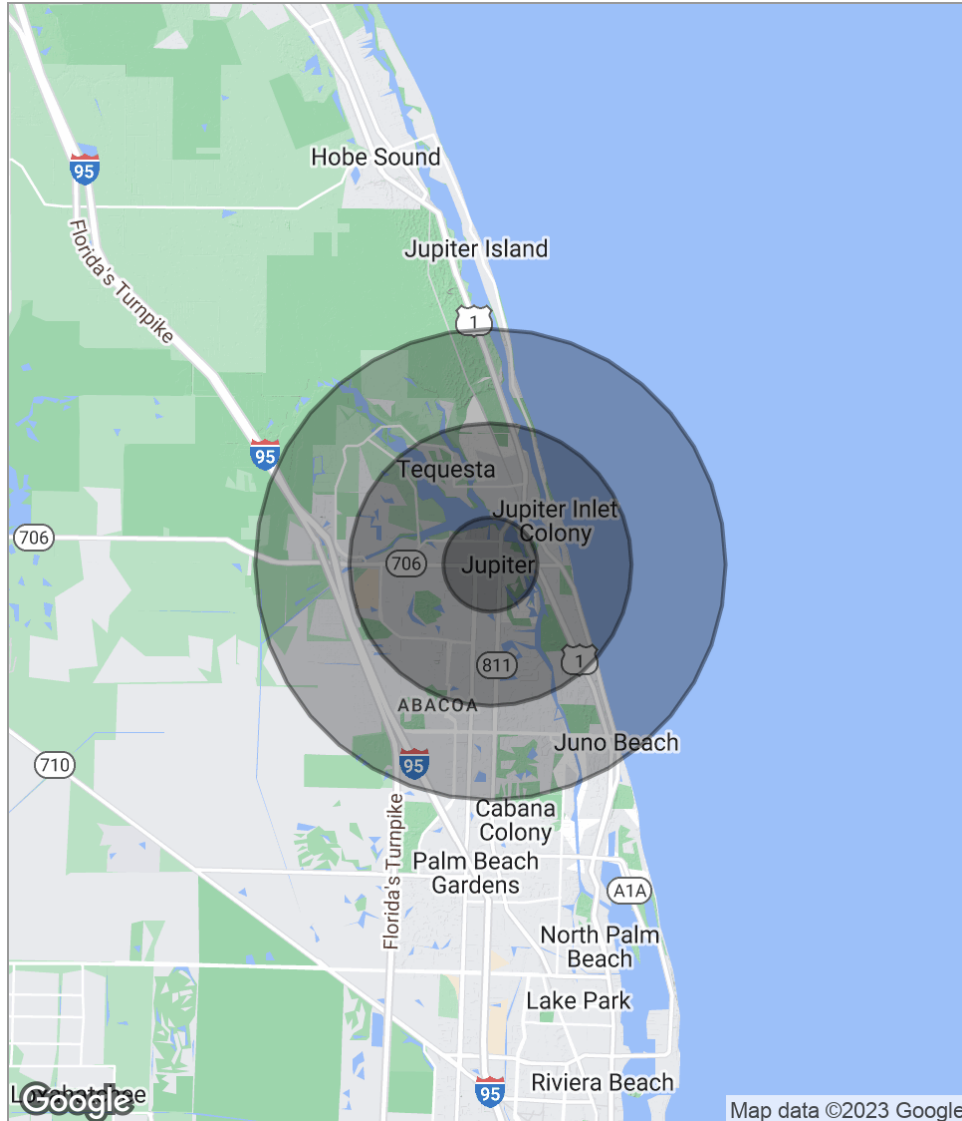 95
Hobe Sound
Florida's Turnpike
Jupiter Island
1
95
Tequesta
Jupiter Inlet
Colony
706
706
Jupiter
811
1
ABACOA
Juno Beach
710
95
Cabana
Colony
Florida's Turnpike
Palm Beach
Gardens
A1A
North Palm
Beach
Lake Park
Riviera Beach
95
Loxahatchee
Google
Map data ©2023 Google